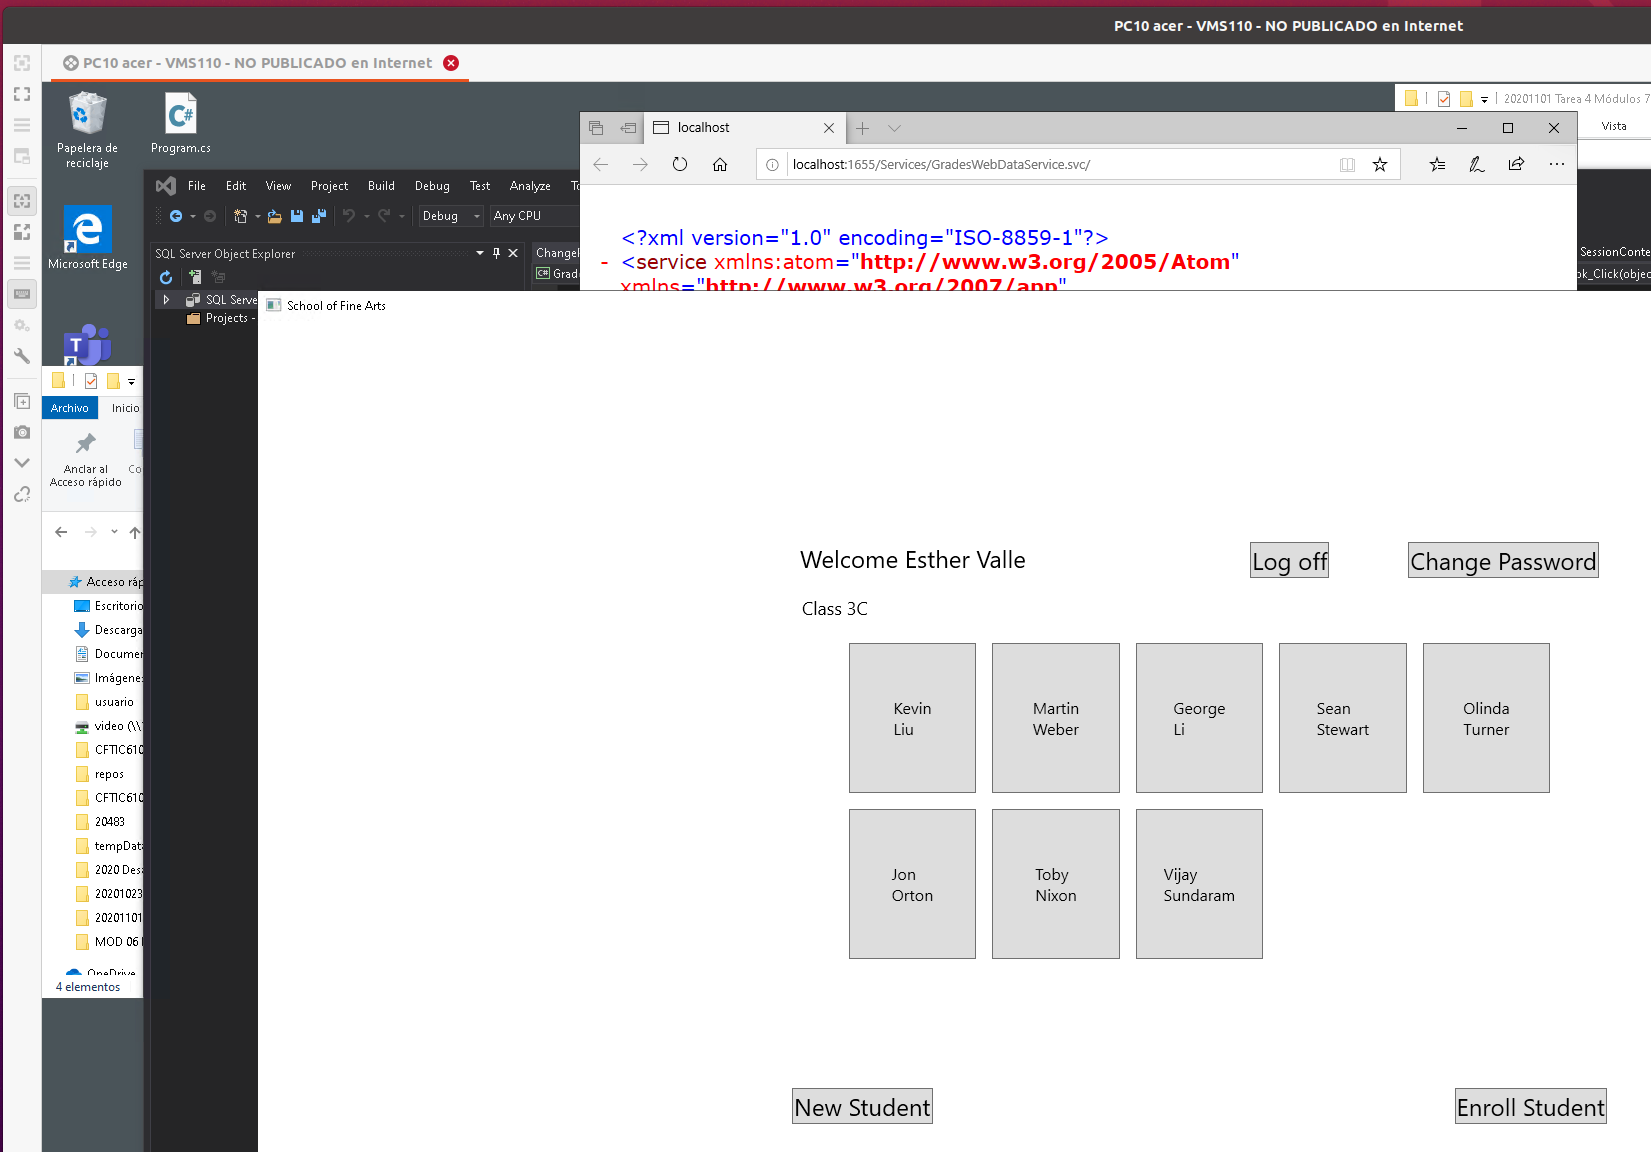 PC10 acer - VMS110 - NO PUBLICADO en Internet
PC10 acer - VMS110 - NO PUBLICADO en Internet
Papelera de
reciclaje
Program.cs
Microsoft Edge
20201101 Tarea 4 Módulos 7
Vista
localhost
localhost:1655/Services/GradesWebDataService.svc/
File Edit View Project Build Debug Test Analyze To
Debug Any CPU
SQL Server Object Explorer
SQL Serve
Projects -
<?xml version="1.0" encoding="ISO-8859-1"?>
- <service xmlns:atom="http://www.w3.org/2005/Atom"
xmlns="http://www.w3.org/2007/app"
SessionConte
ok_Click(objec
School of Fine Arts
Archivo Inicio
Anclar al
Acceso rápido
Co
Acceso ráp
Escritorio
Descarga
Documen
Imágenes
usuario
video (\\
CFTIC610
repos
CFTIC610
20483
tempData
2020 Desa
20201023
20201101
MOD 06
OneDrive
4 elementos
Welcome Esther Valle
Log off
Change Password
Class 3C
Kevin
Liu
Martin
Weber
George
Li
Sean
Stewart
Olinda
Turner
Jon
Orton
Toby
Nixon
Vijay
Sundaram
New Student
Enroll Student